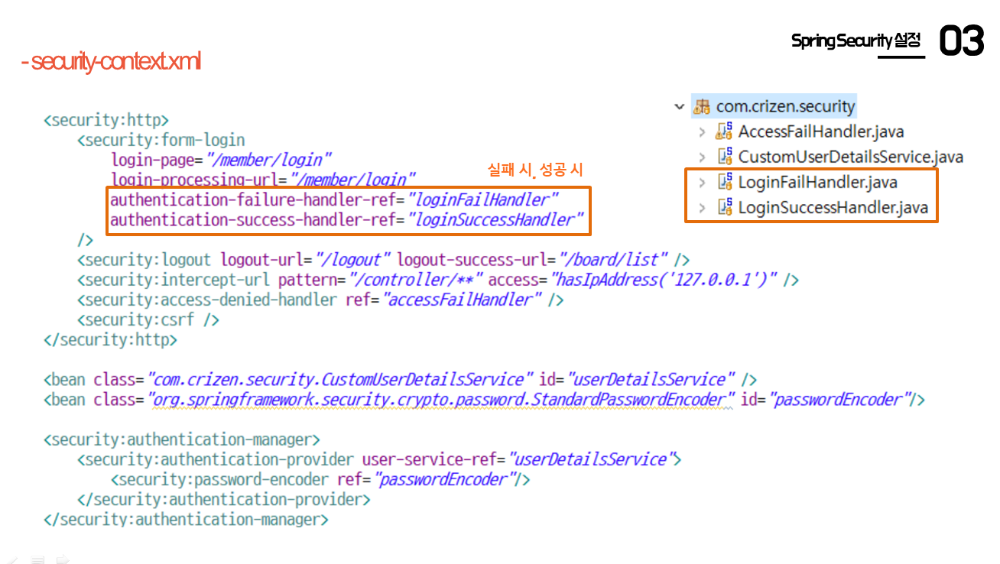 Spring Security 설정 03
- security-context.xml
<security:http>
<security:form-login
login-page="/member/login"
login-processing-url="/member/login"
실패 시, 성공 시
authentication-failure-handler-ref="loginFailHandler"
authentication-success-handler-ref="loginSuccessHandler"
/>
<security:logout logout-url="/logout" logout-success-url="/board/list" />
<security:intercept-url pattern="/controller/**" access="hasIpAddress('127.0.0.1')" />
<security:access-denied-handler ref="accessFailHandler" />
<security:csrf />
</security:http>
<bean class="com.crizen.security.CustomUserDetailsService" id="userDetailsService" />
<bean class="org.springframework.security.crypto.password.StandardPasswordEncoder" id="passwordEncoder"/>
<security:authentication-manager>
<security:authentication-provider user-service-ref="userDetailsService">
<security:password-encoder ref="passwordEncoder"/>
</security:authentication-provider>
</security:authentication-manager>
com.crizen.security
AccessFailHandler.java
CustomUserDetailsService.java
LoginFailHandler.java
LoginSuccessHandler.java